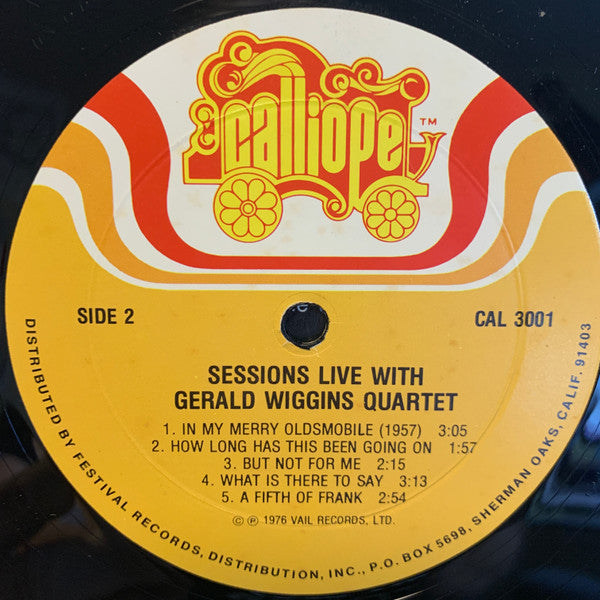 calliope TM
SIDE 2
CAL 3001
SESSIONS LIVE WITH
GERALD WIGGINS QUARTET
1. IN MY MERRY OLDSMOBILE (1957) 3:05
2. HOW LONG HAS THIS BEEN GOING ON 1:57
3. BUT NOT FOR ME 2:15
4. WHAT IS THERE TO SAY 3:13
5. A FIFTH OF FRANK 2:54
© ℗ 1976 VAIL RECORDS, LTD.
DISTRIBUTED BY FESTIVAL RECORDS, DISTRIBUTION, INC., P.O. BOX 5698, SHERMAN OAKS, CALIF. 91403